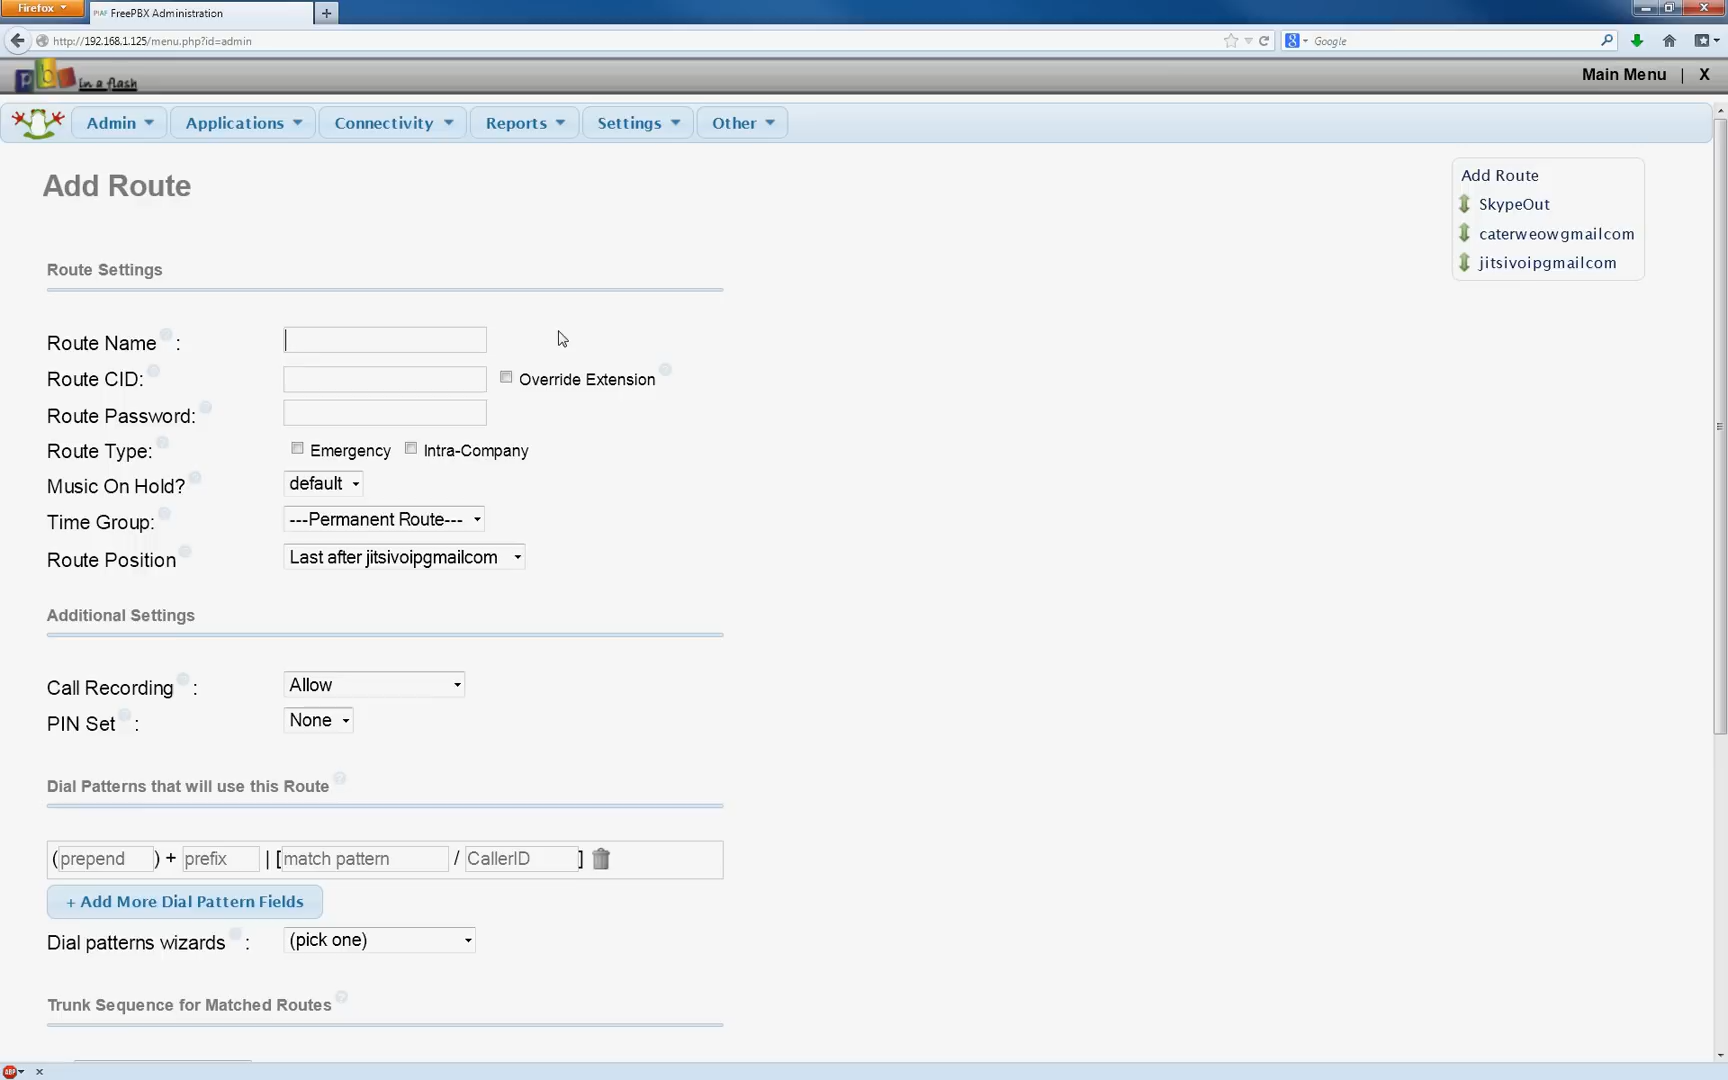 Firefox
PIAF FreePBX Administration
http://192.168.1.125/menu.php?id=admin
Google
pbx in a flash
Main Menu | X
Admin
Applications
Connectivity
Reports
Settings
Other
Add Route
Add Route
SkypeOut
caterweowgmailcom
jitsivoipgmailcom
Route Settings
Route Name :
Route CID:
Override Extension
Route Password:
Route Type:
Emergency
Intra-Company
Music On Hold?
default
Time Group:
---Permanent Route---
Route Position
Last after jitsivoipgmailcom
Additional Settings
Call Recording :
Allow
PIN Set :
None
Dial Patterns that will use this Route
(prepend) + prefix | [match pattern / CallerID ]
+ Add More Dial Pattern Fields
Dial patterns wizards :
(pick one)
Trunk Sequence for Matched Routes
ABP